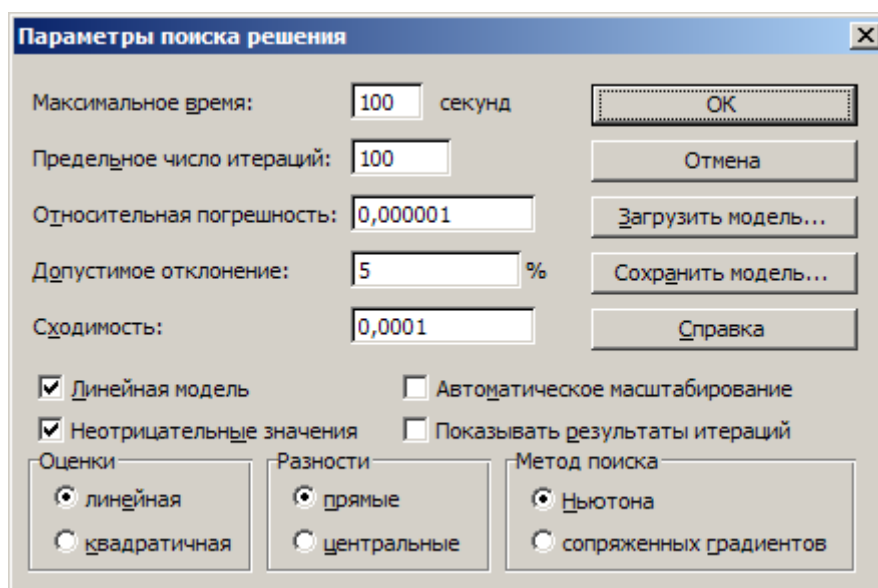 Параметры поиска решения
Максимальное время: 100 секунд OK
Предельное число итераций: 100 Отмена
Относительная погрешность: 0,000001 Загрузить модель...
Допустимое отклонение: 5 % Сохранить модель...
Сходимость: 0,0001 Справка
Линейная модель Автоматическое масштабирование
Неотрицательные значения Показывать результаты итераций
Оценки Разности Метод поиска
линейная прямые Ньютона
квадратичная центральные сопряженных градиентов